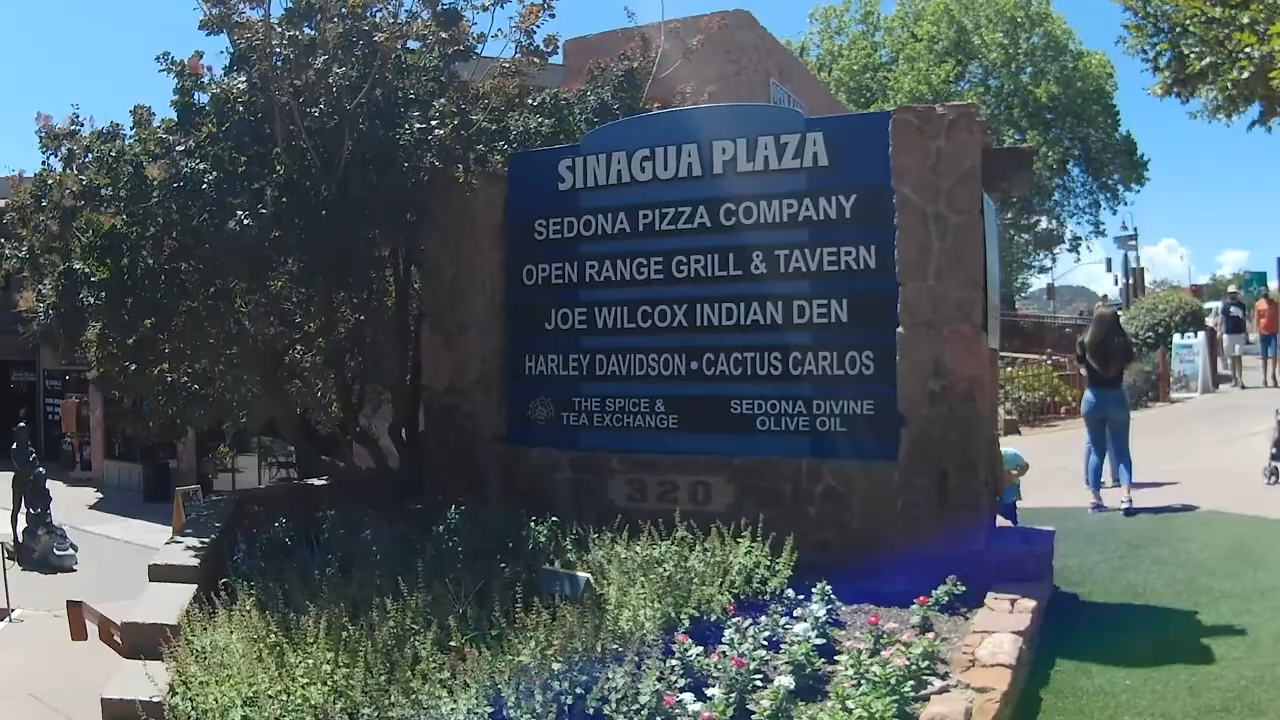 SINAGUA PLAZA
SEDONA PIZZA COMPANY
OPEN RANGE GRILL & TAVERN
JOE WILCOX INDIAN DEN
HARLEY DAVIDSON • CACTUS CARLOS
THE SPICE &
TEA EXCHANGE
SEDONA DIVINE
OLIVE OIL
320